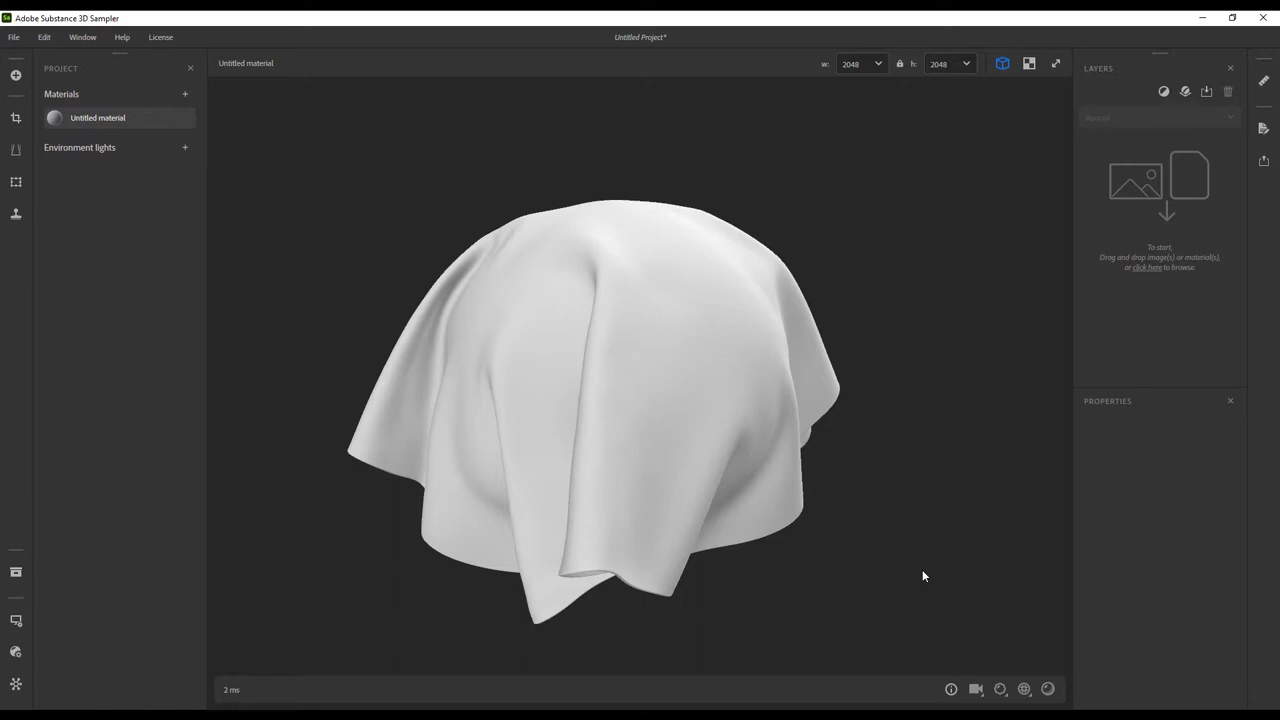 Sa Adobe Substance 3D Sampler
File Edit Window Help License Untitled Project*
PROJECT
Materials
Untitled material
Environment lights
Untitled material
w: 2048 h: 2048
LAYERS
Normal
To start,
Drag and drop image(s) or material(s),
or click here to browse.
PROPERTIES
2 ms